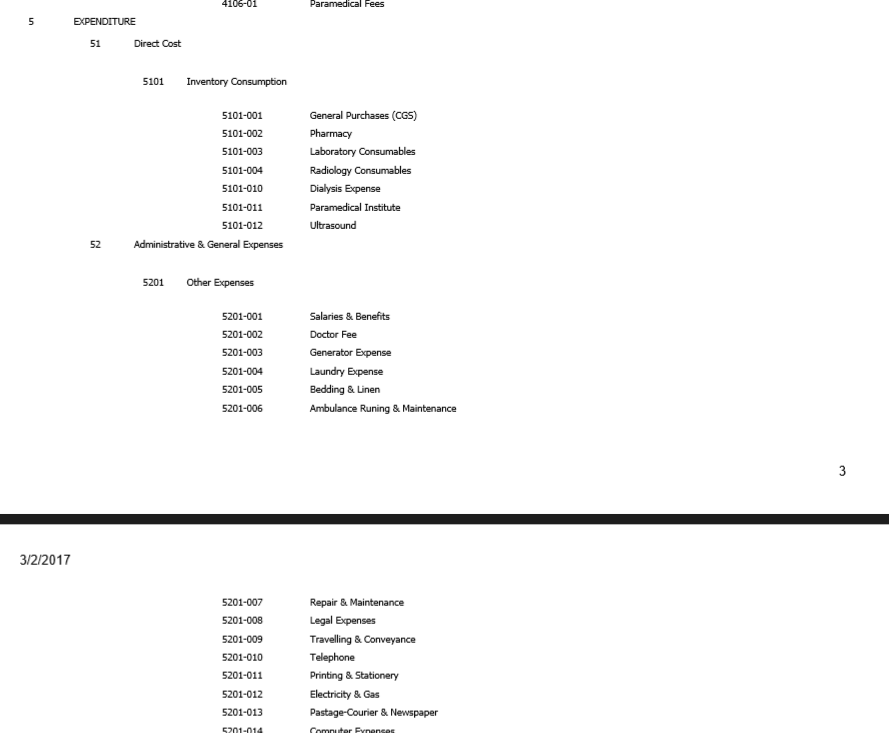 4106-01 Paramedical Fees
5 EXPENDITURE
51 Direct Cost
5101 Inventory Consumption
5101-001 General Purchases (CGS)
5101-002 Pharmacy
5101-003 Laboratory Consumables
5101-004 Radiology Consumables
5101-010 Dialysis Expense
5101-011 Paramedical Institute
5101-012 Ultrasound
52 Administrative & General Expenses
5201 Other Expenses
5201-001 Salaries & Benefits
5201-002 Doctor Fee
5201-003 Generator Expense
5201-004 Laundry Expense
5201-005 Bedding & Linen
5201-006 Ambulance Runing & Maintenance
3
3/2/2017
5201-007 Repair & Maintenance
5201-008 Legal Expenses
5201-009 Travelling & Conveyance
5201-010 Telephone
5201-011 Printing & Stationery
5201-012 Electricity & Gas
5201-013 Pastage-Courier & Newspaper
5201-014 Computer Expenses